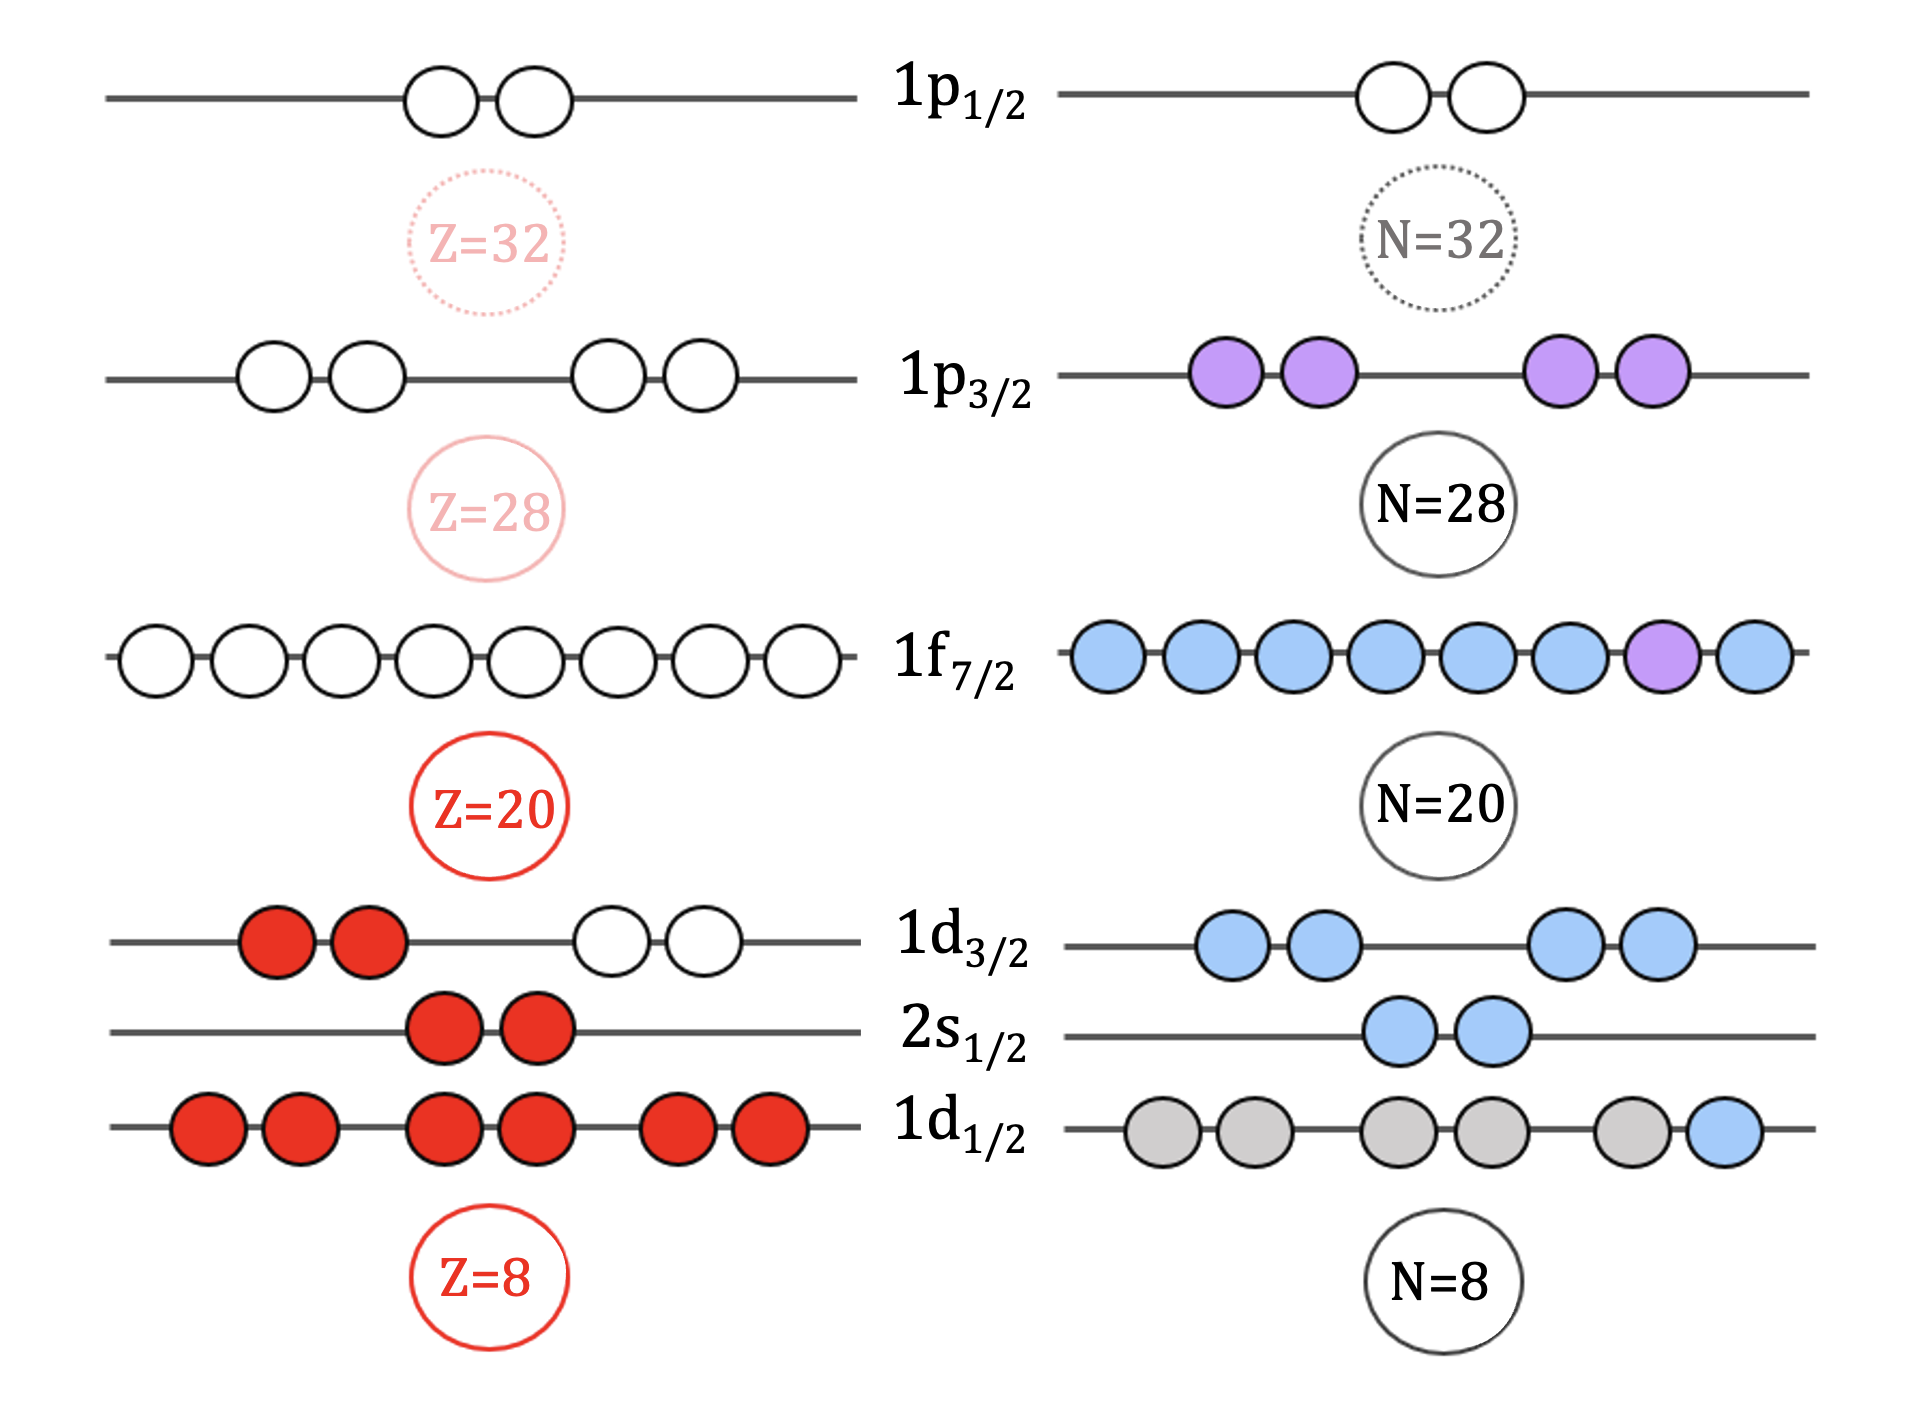 1p1/2
Z=32 N=32
1p3/2
Z=28 N=28
1f7/2
Z=20 N=20
1d3/2
2s1/2
1d1/2
Z=8 N=8